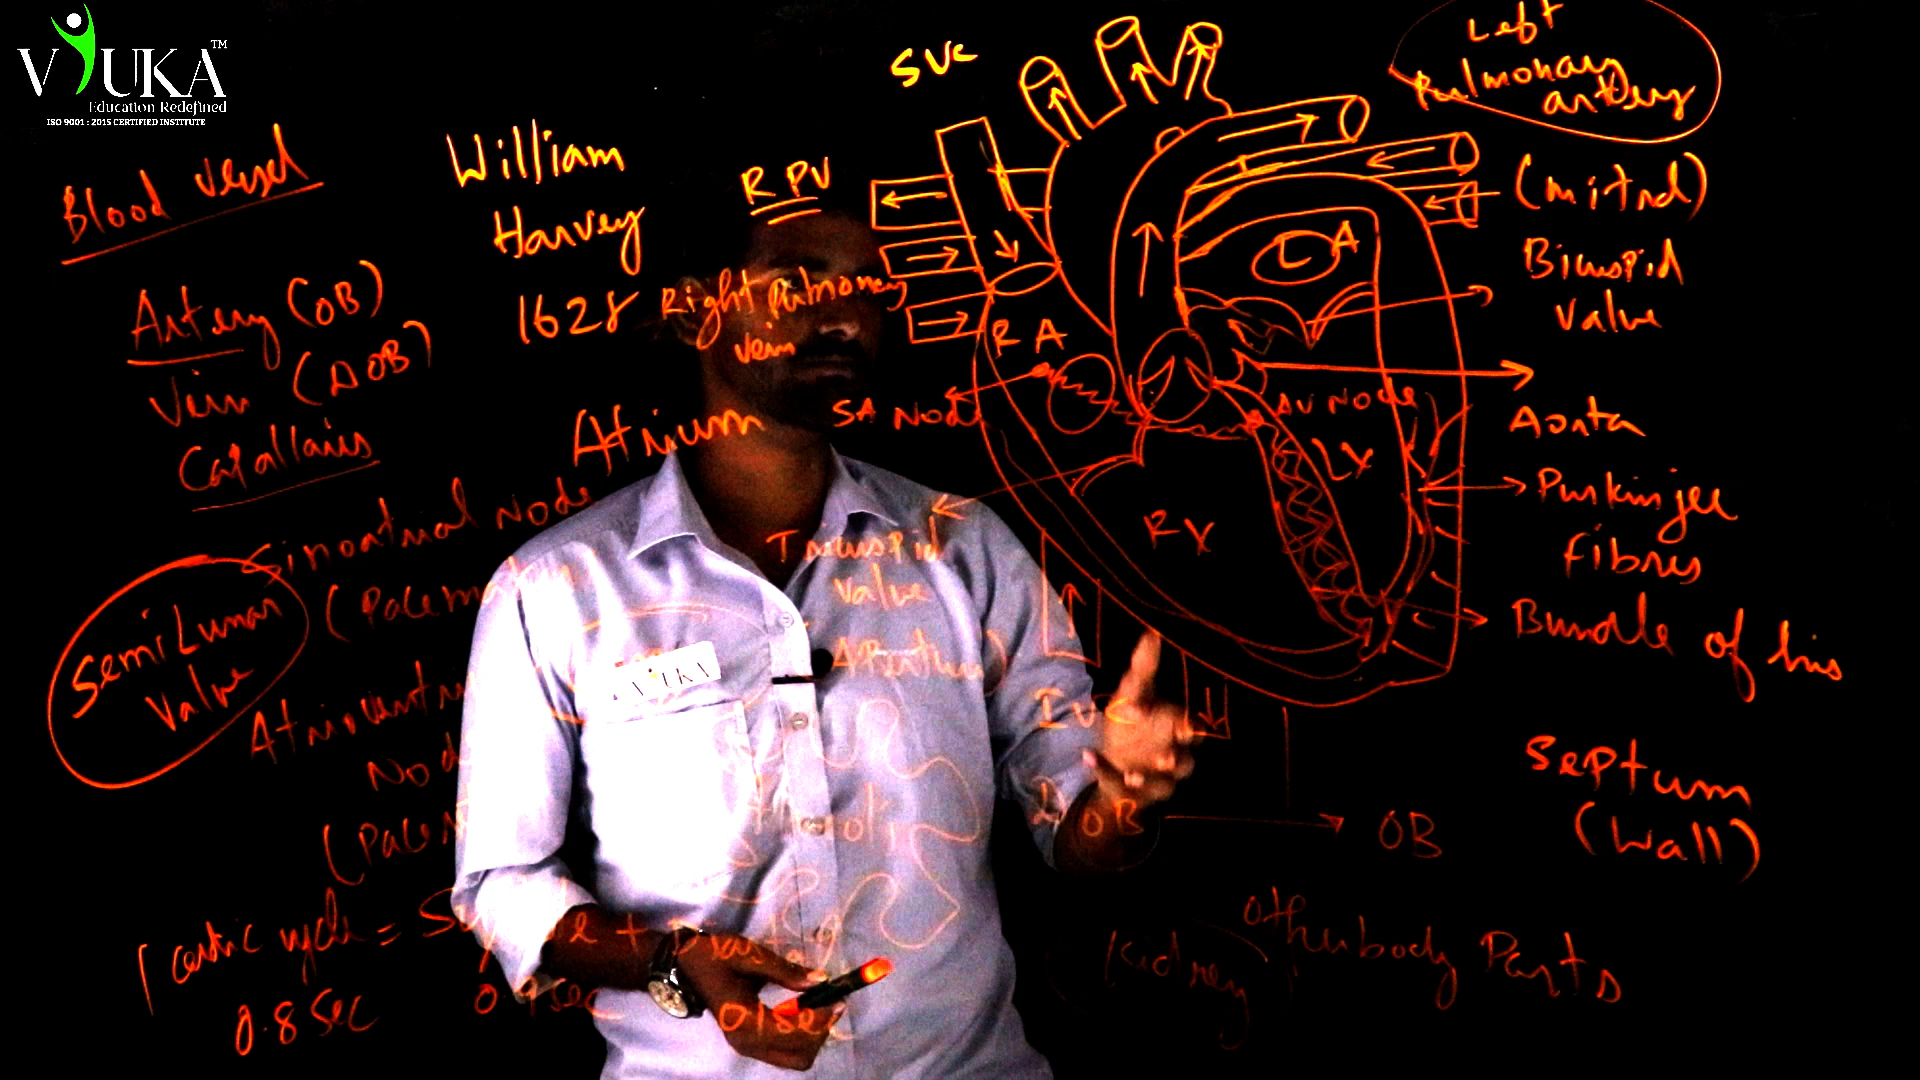 VIUKA™
Education Redefined
ISO 9001 : 2015 CERTIFIED INSTITUTE
Blood vessel
Artery (OB)
Vein (DOB)
Capallaris
William
Harvey
1628
RPV
Right pulmonary
vein
SVC
Left
Pulmonary
artery
(mitral)
Bicuspid
valve
LA
RA
SA Node
AV Node
LV
RV
Aorta
Purkinjee
fibres
Bundle of his
Atrium
Sinoatrial Node
Semi Lunar
Valve
Tricuspid
valve
IVC
DOB
OB
Septum
(wall)
Other body Parts
(Kidney)
VIUKA
0.8 sec